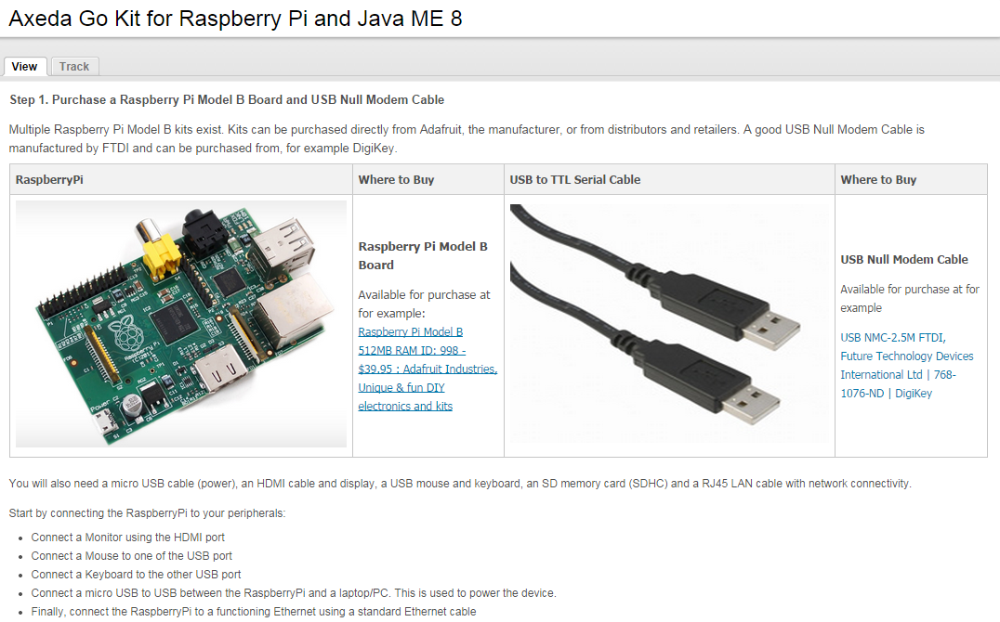 Axeda Go Kit for Raspberry Pi and Java ME 8
View
Track
Step 1. Purchase a Raspberry Pi Model B Board and USB Null Modem Cable
Multiple Raspberry Pi Model B kits exist. Kits can be purchased directly from Adafruit, the manufacturer, or from distributors and retailers. A good USB Null Modem Cable is
manufactured by FTDI and can be purchased from, for example DigiKey.
RaspberryPi
Where to Buy
USB to TTL Serial Cable
Where to Buy
Raspberry Pi
Power
Raspberry Pi Model B
Board
Available for purchase at
for example:
Raspberry Pi Model B
512MB RAM ID: 998 -
$39.95 : Adafruit Industries,
Unique & fun DIY
electronics and kits
USB Null Modem Cable
Available for purchase at for
example
USB NMC-2.5M FTDI,
Future Technology Devices
International Ltd | 768-
1076-ND | DigiKey
You will also need a micro USB cable (power), an HDMI cable and display, a USB mouse and keyboard, an SD memory card (SDHC) and a RJ45 LAN cable with network connectivity.
Start by connecting the RaspberryPi to your peripherals:
• Connect a Monitor using the HDMI port
• Connect a Mouse to one of the USB port
• Connect a Keyboard to the other USB port
• Connect a micro USB to USB between the RaspberryPi and a laptop/PC. This is used to power the device.
• Finally, connect the RaspberryPi to a functioning Ethernet using a standard Ethernet cable